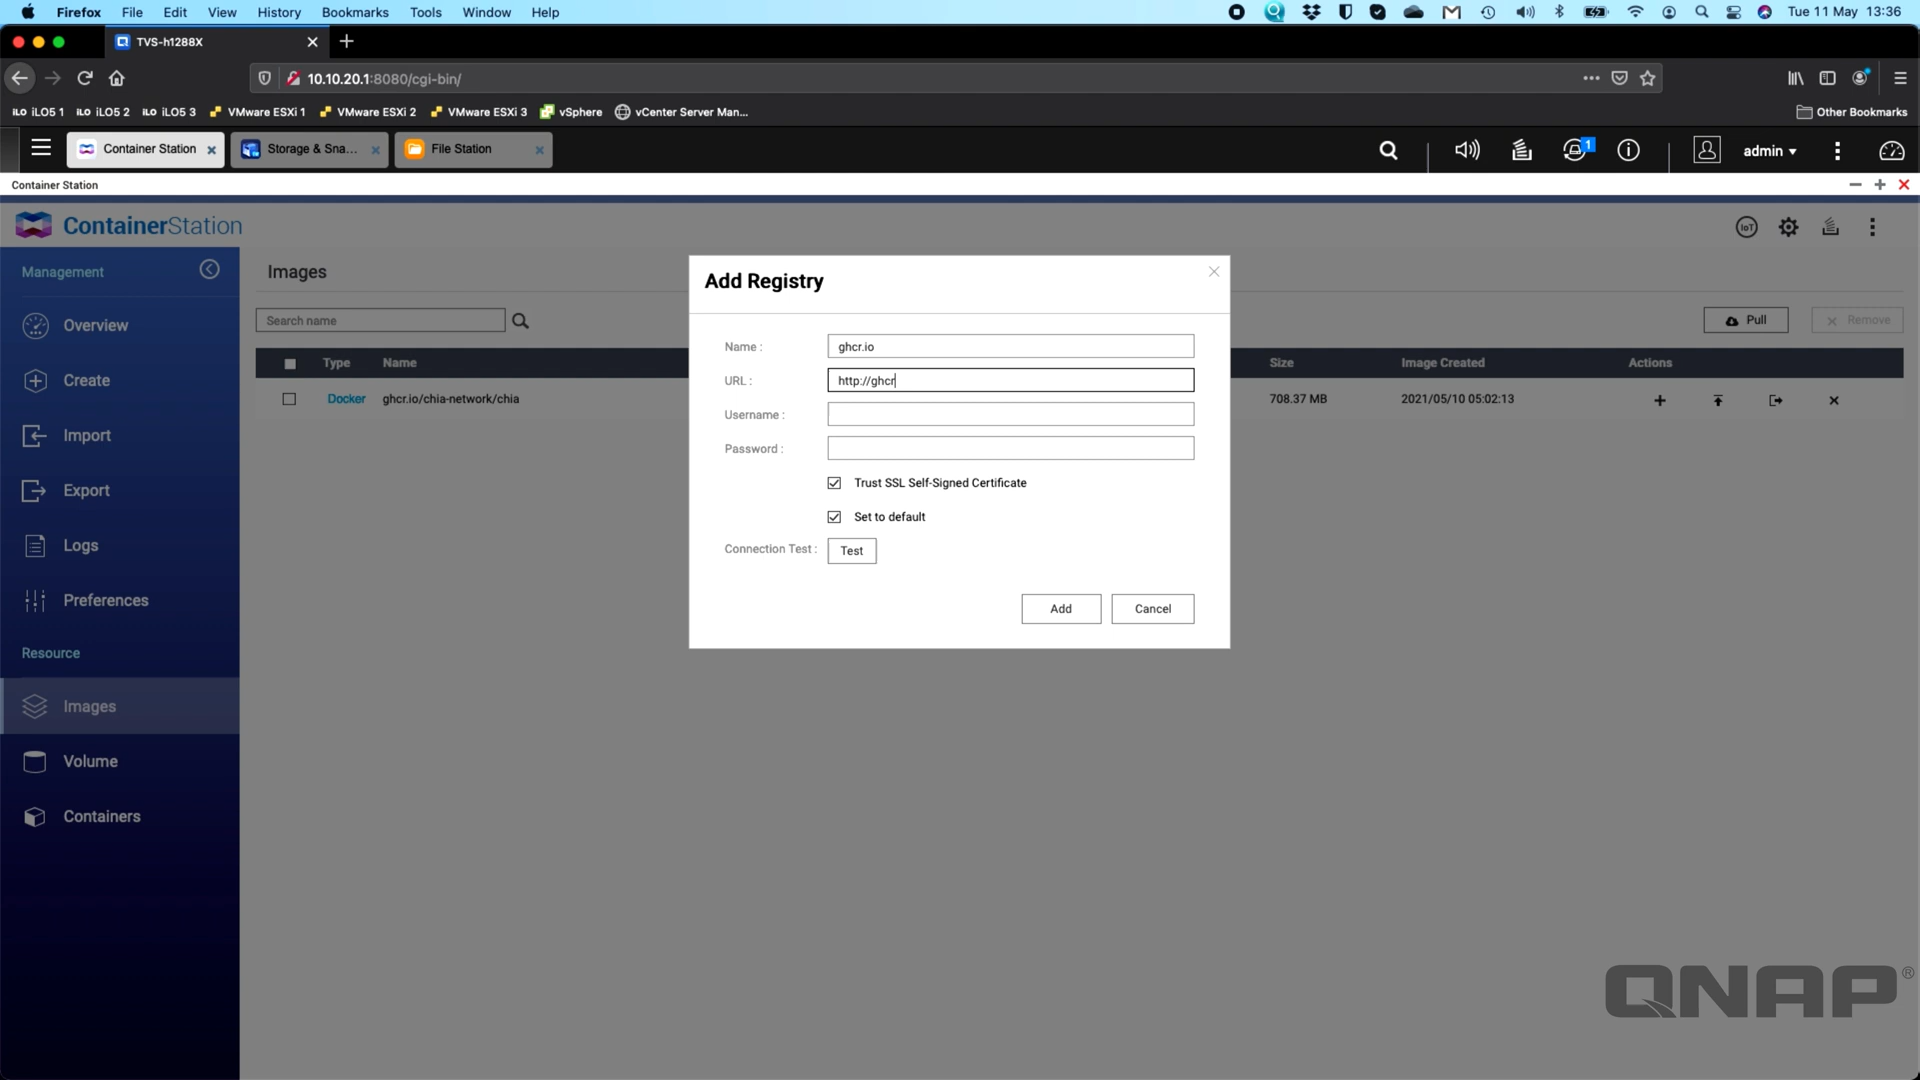 Firefox File Edit View History Bookmarks Tools Window Help Tue 11 May 13:36
TVS-h1288X
10.10.20.1:8080/cgi-bin/
iLO iLO5 1 iLO iLO5 2 iLO iLO5 3 VMware ESXi 1 VMware ESXi 2 VMware ESXi 3 vSphere vCenter Server Man... Other Bookmarks
Container Station Storage & Sna... File Station 1 admin
Container Station
ContainerStation IoT
Management
Overview
Create
Import
Export
Logs
Preferences
Resource
Images
Volume
Containers
Images
Search name Pull Remove
Type Name Size Image Created Actions
Docker ghcr.io/chia-network/chia 708.37 MB 2021/05/10 05:02:13
Add Registry
Name : ghcr.io
URL : http://ghcr
Username :
Password :
Trust SSL Self-Signed Certificate
Set to default
Connection Test : Test
Add Cancel
QNAP®